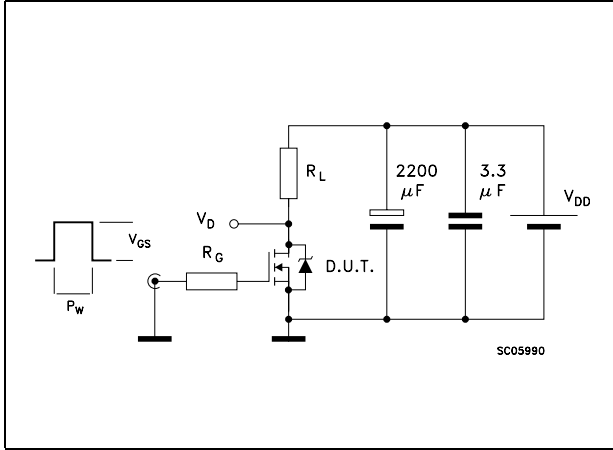 R_L
2200
μF
3.3
μF
V_DD
V_D
V_GS
R_G
D.U.T.
P_W
SC05990